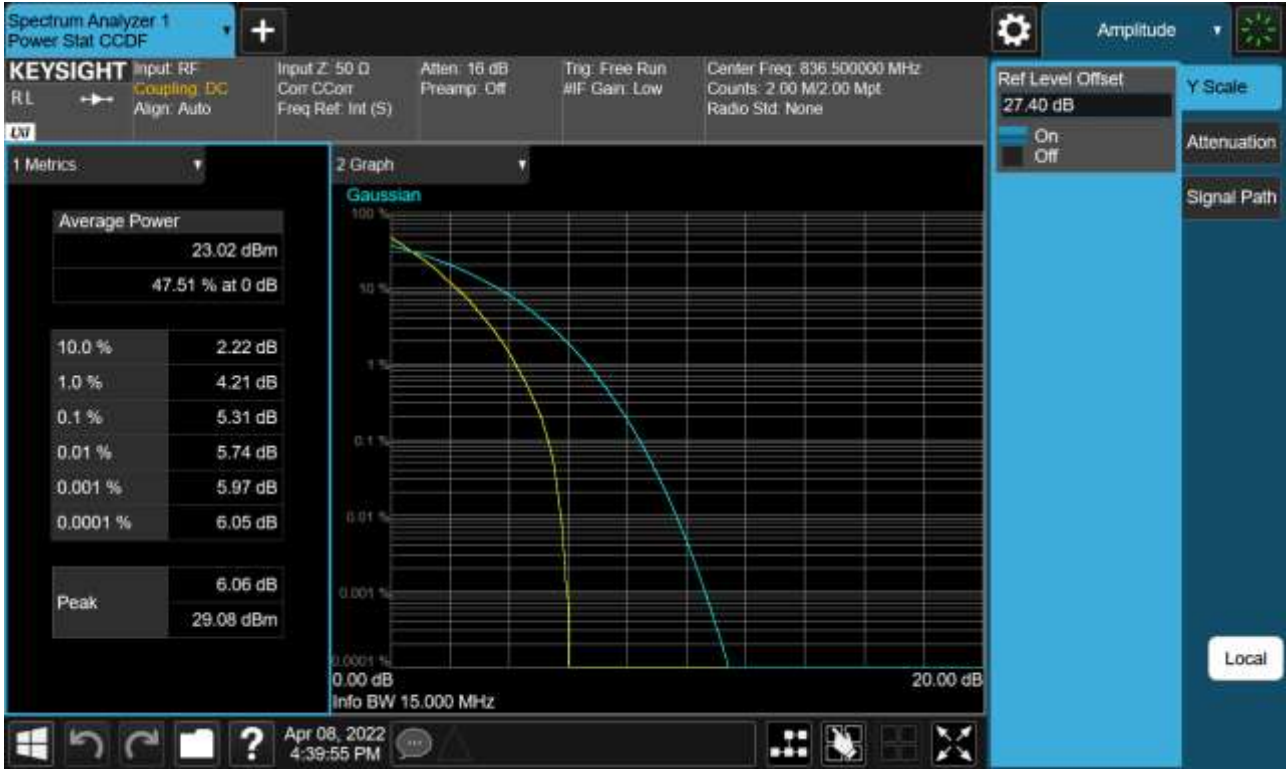 Spectrum Analyzer 1
Power Stat CCDF
+
Amplitude
KEYSIGHT
RL
LXI
Input: RF
Coupling: DC
Align: Auto
Input Z: 50 Ω
Corr CCorr
Freq Ref: Int (S)
Atten: 16 dB
Preamp: Off
Trig: Free Run
#IF Gain: Low
Center Freq: 836.500000 MHz
Counts: 2.00 M/2.00 Mpt
Radio Std: None
Ref Level Offset
27.40 dB
On
Off
Y Scale
Attenuation
Signal Path
1 Metrics
Average Power
23.02 dBm
47.51 % at 0 dB
10.0 % 2.22 dB
1.0 % 4.21 dB
0.1 % 5.31 dB
0.01 % 5.74 dB
0.001 % 5.97 dB
0.0001 % 6.05 dB
Peak
6.06 dB
29.08 dBm
2 Graph
Gaussian
100 %
10 %
1 %
0.1 %
0.01 %
0.001 %
0.0001 %
0.00 dB
20.00 dB
Info BW 15.000 MHz
Local
?
Apr 08, 2022
4:39:55 PM